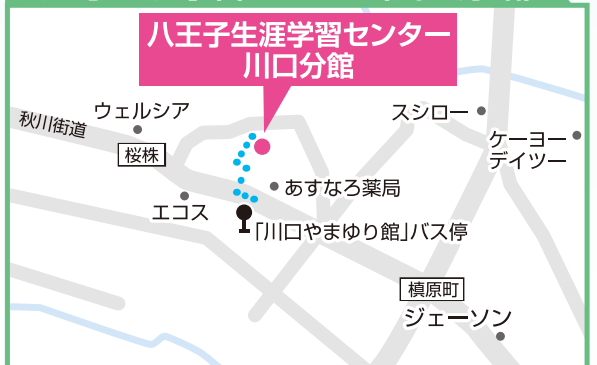 八王子生涯学習センター
川口分館
秋川街道
ウェルシア
桜株
スシロー
ケーヨー
デイツー
あすなろ薬局
エコス
「川口やまゆり館」バス停
槙原町
ジェーソン